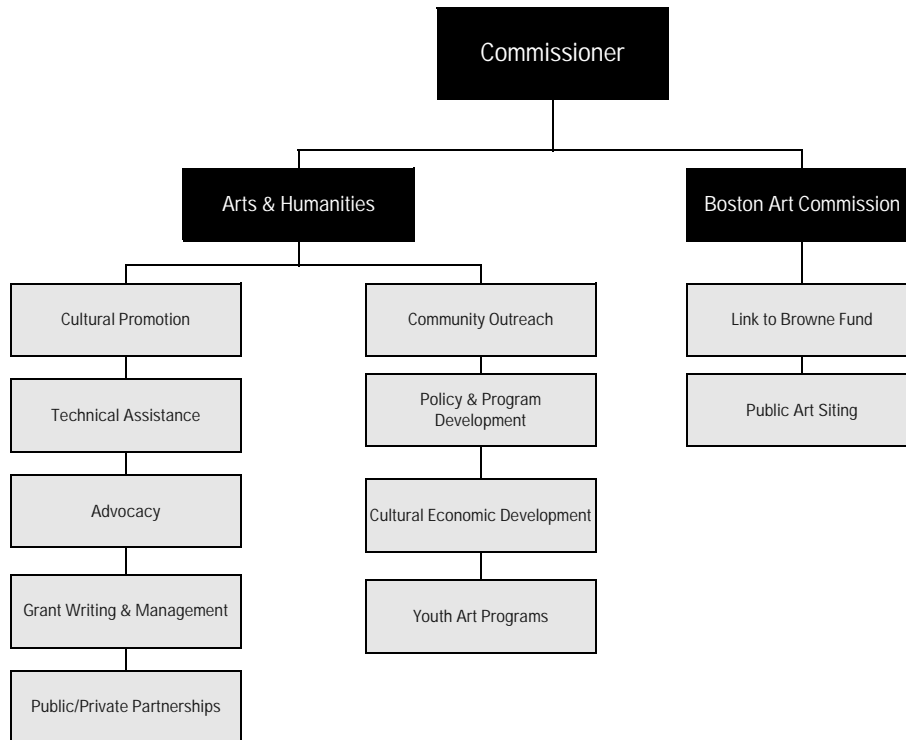 Commissioner
Arts & Humanities
Boston Art Commission
Cultural Promotion
Community Outreach
Link to Browne Fund
Technical Assistance
Policy & Program
Development
Public Art Siting
Advocacy
Cultural Economic Development
Grant Writing & Management
Youth Art Programs
Public/Private Partnerships